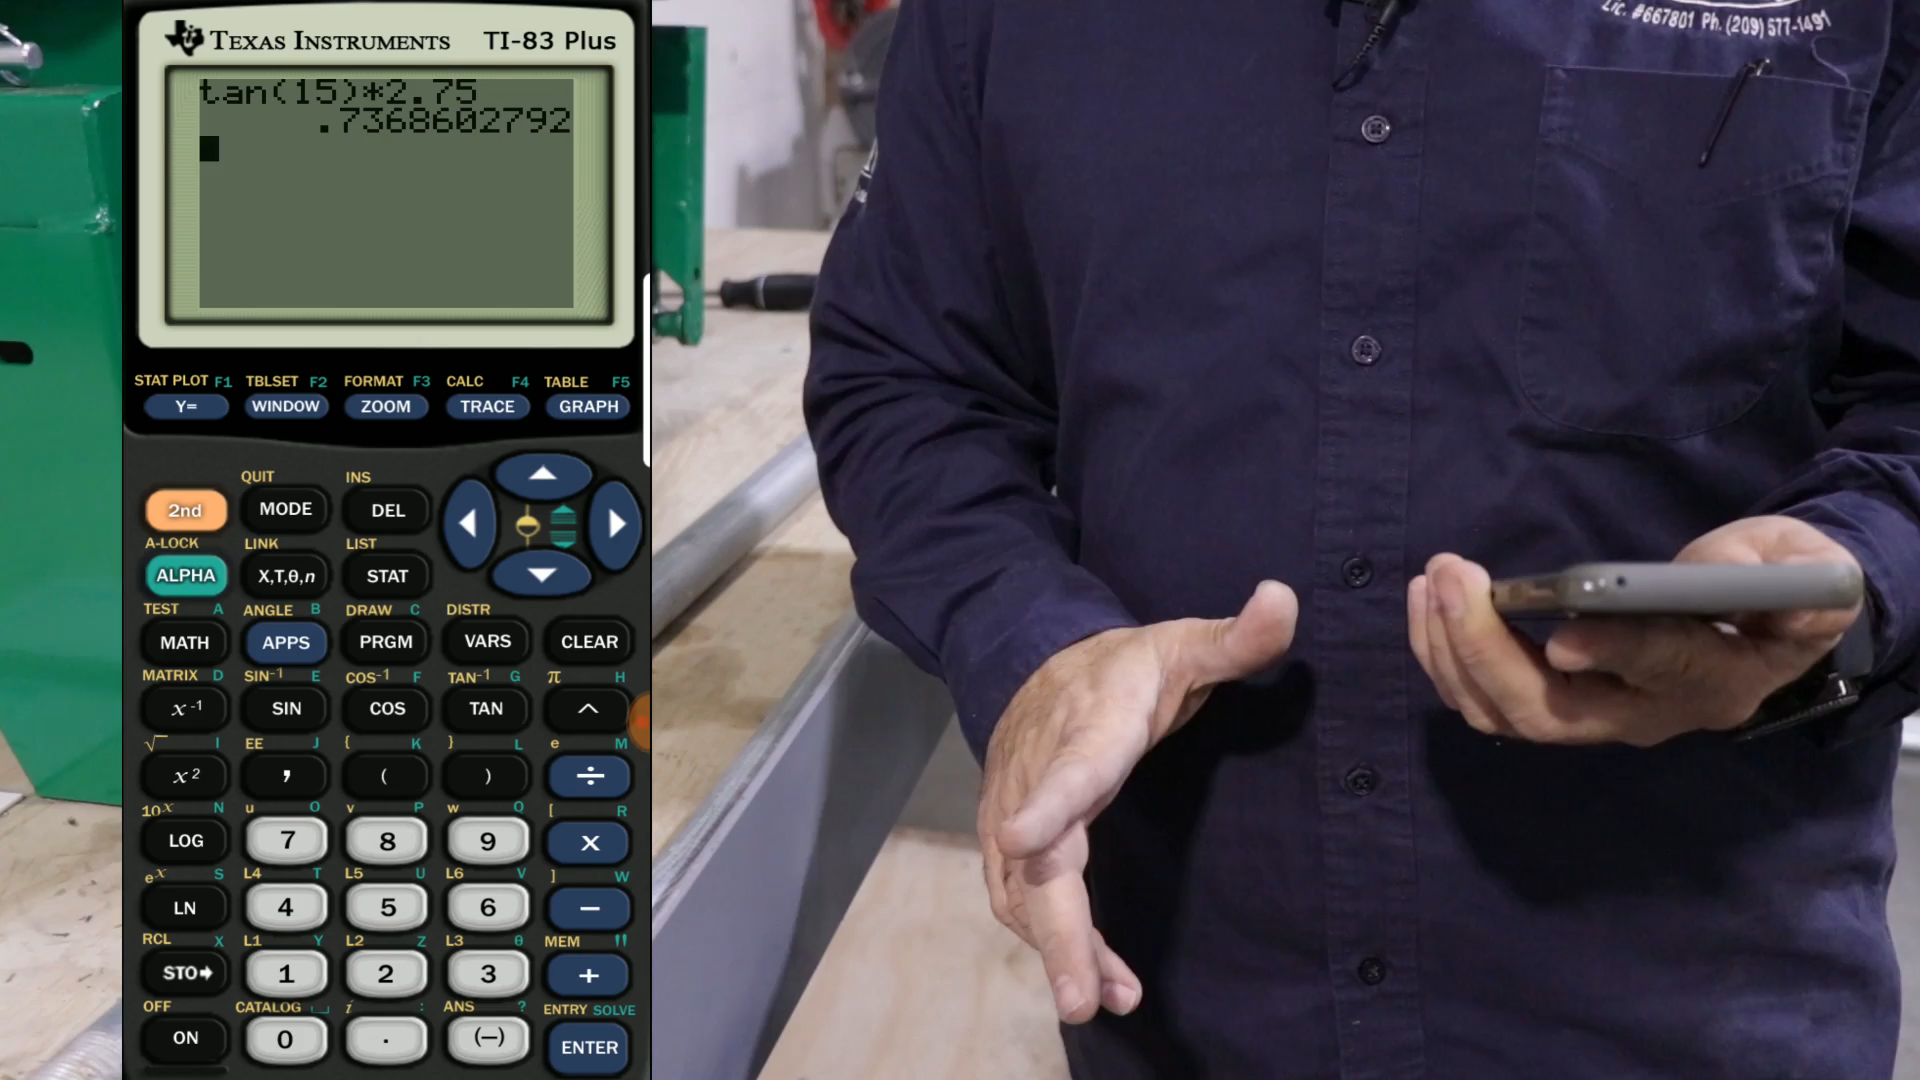 TEXAS INSTRUMENTS TI-83 Plus
tan(15)*2.75
.7368602792
STAT PLOT F1 TBLSET F2 FORMAT F3 CALC F4 TABLE F5
Y= WINDOW ZOOM TRACE GRAPH
QUIT INS
2nd MODE DEL
A-LOCK LINK LIST
ALPHA X,T,θ,n STAT
TEST A ANGLE B DRAW C DISTR
MATH APPS PRGM VARS CLEAR
MATRIX D SIN⁻¹ E COS⁻¹ F TAN⁻¹ G π H
x⁻¹ SIN COS TAN ^
√ I EE J { K } L e M
x² , ( ) ÷
10ˣ N u O v P w Q [ R
LOG 7 8 9 X
eˣ S L4 T L5 U L6 V ] W
LN 4 5 6 −
RCL X L1 Y L2 Z L3 θ MEM "
STO➔ 1 2 3 +
OFF CATALOG ⎵ i : ANS ? ENTRY SOLVE
ON 0 . (−) ENTER
Lic. #667801 Ph. (209) 577-1491